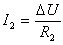 I₂ = ΔU / R₂